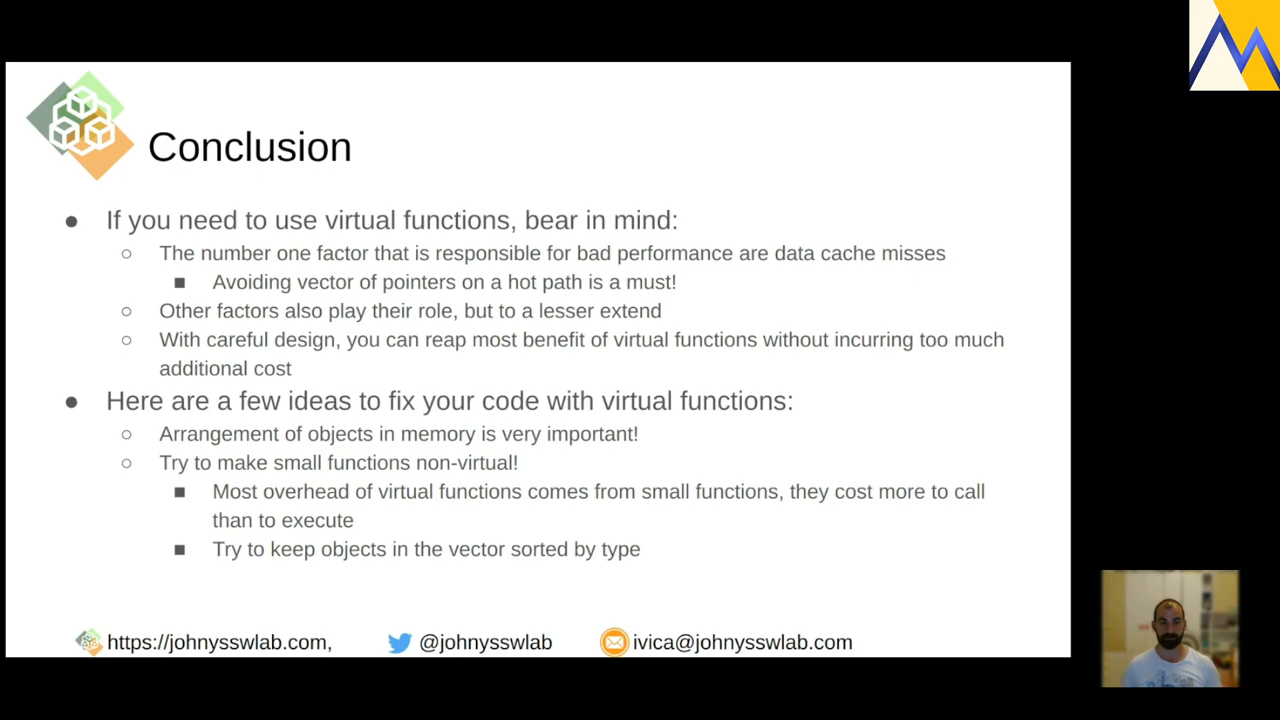 Conclusion
● If you need to use virtual functions, bear in mind:
○ The number one factor that is responsible for bad performance are data cache misses
■ Avoiding vector of pointers on a hot path is a must!
○ Other factors also play their role, but to a lesser extend
○ With careful design, you can reap most benefit of virtual functions without incurring too much
additional cost
● Here are a few ideas to fix your code with virtual functions:
○ Arrangement of objects in memory is very important!
○ Try to make small functions non-virtual!
■ Most overhead of virtual functions comes from small functions, they cost more to call
than to execute
■ Try to keep objects in the vector sorted by type
https://johnysswlab.com, @johnysswlab ivica@johnysswlab.com